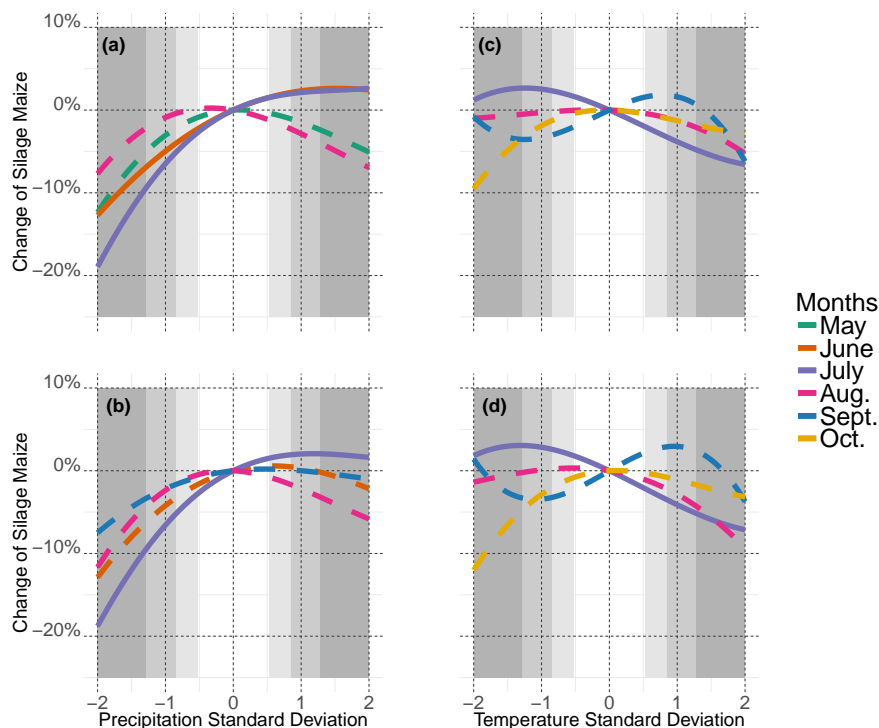 10%
0%
−10%
−20%
Change of Silage Maize
(a)
(c)
10%
0%
−10%
−20%
Change of Silage Maize
(b)
(d)
−2 −1 0 1 2
Precipitation Standard Deviation
−2 −1 0 1 2
Temperature Standard Deviation
Months
May
June
July
Aug.
Sept.
Oct.